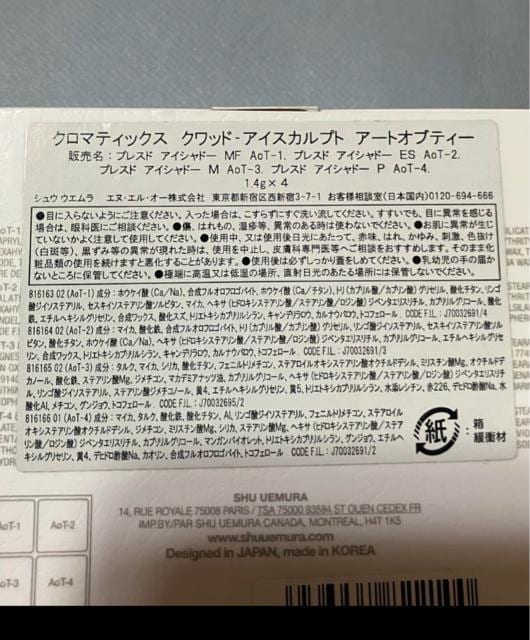 クロマティックス クワッド-アイスカルプト アートオブティー
販売名：プレスド アイシャドー MF AoT-1. プレスド アイシャドー ES AoT-2.
プレスド アイシャドー M AoT-3. プレスド アイシャドー P AoT-4.
1.4g×4
シュウ ウエムラ エヌ・エル・オー株式会社 東京都新宿区西新宿3-7-1 お客様相談室(日本国内)0120-694-666
●目に入らないようにご注意ください。入った場合は、こすらずにすぐ洗い流してください。すすいでも、目に異常を感じる
場合は、眼科医にご相談ください。●傷、はれもの、湿疹等、異常のある時は使わないでください。●お肌に異常が生じ
ていないかよく注意して使用してください。●使用中、又は使用後日光にあたって、赤味、はれ、かゆみ、刺激、色抜け
(白斑等)、黒ずみ等の異常が現れた時は、使用を中止し、皮膚科専門医等へご相談をおすすめします。そのまま化
粧品類の使用を続けますと悪化することがあります。●使用後は必ずしっかり蓋をしめてください。●乳幼児の手の届か
ないところに保管してください。●極端に高温又は低温の場所、直射日光のあたる場所には保管しないでください。
816163 02 (AoT-1) 成分：ホウケイ酸(Ca/Na)、合成フルオロフロゴパイト、ホウケイ酸(Ca/チタン)、トリ(カプリル酸/カプリン酸)グリセリル、酸化チタン、リンゴ
酸ジイソステアリル、セスキイソステアリン酸ソルビタン、マイカ、ヘキサ(ヒドロキシステアリン酸/ステアリン酸/ロジン酸)ジペンタエリスリチル、カプリリルグリコール、酸化
鉄、エチルヘキシルグリセリン、合成ワックス、酸化スズ、トリエトキシカプリリルシラン、キャンデリラロウ、カルナウバロウ、トコフェロール . CODE F.I.L. : J70032691/4
816164 02 (AoT-2) 成分：マイカ、酸化鉄、合成フルオロフロゴパイト、トリ(カプリル酸/カプリン酸)グリセリル、リンゴ酸ジイソステアリル、セスキイソステアリン酸ソル
ビタン、酸化チタン、ホウケイ酸(Ca/Na)、ヘキサ(ヒドロキシステアリン酸/ステアリン酸/ロジン酸)ジペンタエリスリチル、カプリリルグリコール、エチルヘキシルグリセ
リン、合成ワックス、トリエトキシカプリリルシラン、キャンデリラロウ、カルナウバロウ、トコフェロール . CODE F.I.L. : J70032691/3
816165 02 (AoT-3) 成分：タルク、マイカ、シリカ、酸化チタン、フェニルトリメチコン、ステアロイルオキシステアリン酸オクチルドデシル、ミリスチン酸Mg、オクチルドデ
カノール、酸化鉄、ステアリン酸Mg、ジメチコン、マカデミアナッツ油、カプリリルグリコール、ヘキサ(ヒドロキシステアリン酸/ステアリン酸/ロジン酸)ジペンタエリスリチ
ル、リンゴ酸ジイソステアリル、ステアリン酸ジメチコノール、黄4、エチルヘキシルグリセリン、黄5、トリエトキシカプリリルシラン、水添レシチン、赤226、デヒドロ酢酸Na、水
酸化Al、メチコン、ゲンジョウ、トコフェロール . CODE F.I.L. : J70032695/2
816166 01 (AoT-4) 成分：マイカ、タルク、酸化鉄、酸化チタン、Al、リンゴ酸ジイソステアリル、フェニルトリメチコン、ステアロイル
オキシステアリン酸オクチルドデシル、ジメチコン、ミリスチン酸Mg、シリカ、ステアリン酸Mg、ヘキサ(ヒドロキシステアリン酸/ステアリ
ン酸/ロジン酸)ジペンタエリスリチル、カプリリルグリコール、マンガンバイオレット、トリエトキシカプリリルシラン、グンジョウ、エチルヘ
キシルグリセリン、黄4、デヒドロ酢酸Na、カオリン、合成フルオロフロゴパイト、トコフェロール . CODE F.I.L. : J70032891/2
紙
：箱
緩衝材
SHU UEMURA
14, RUE ROYALE 75008 PARIS / TSA 75000 93584 ST OUEN CEDEX FR
IMP.BY/PAR SHU UEMURA CANADA, MONTREAL, H4T 1K5
www.shuuemura.com
Designed in JAPAN, made in KOREA
AoT-1 AoT-2
AoT-3 AoT-4